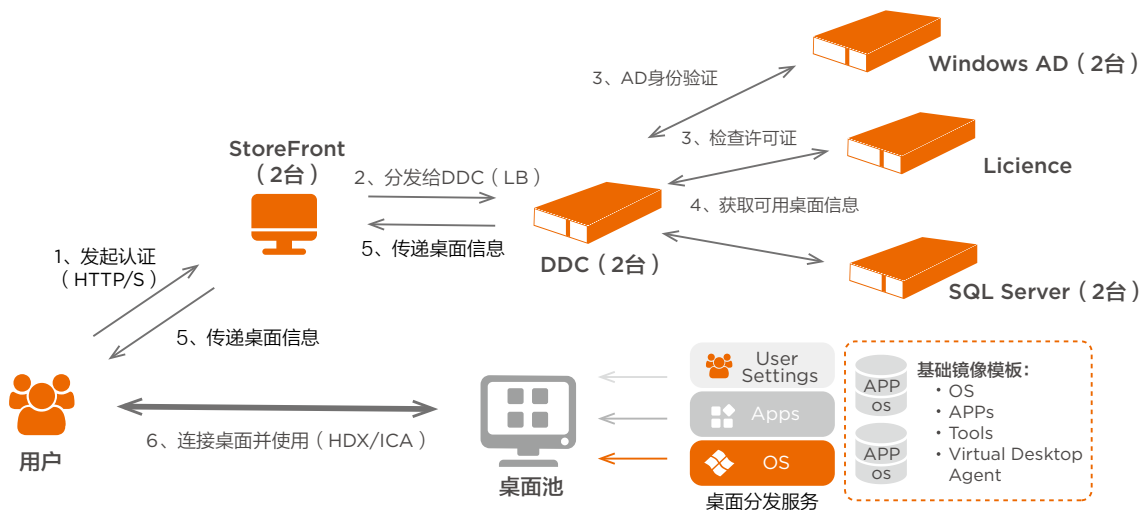 3、AD身份验证
Windows AD（2台）
StoreFront
（2台）
2、分发给DDC（LB）
3、检查许可证
Licience
4、获取可用桌面信息
5、传递桌面信息
DDC（2台）
1、发起认证
（HTTP/S）
SQL Server（2台）
5、传递桌面信息
User
Settings
Apps
OS
桌面分发服务
APP
OS
APP
OS
基础镜像模板：
• OS
• APPs
• Tools
• Virtual Desktop
Agent
6、连接桌面并使用（HDX/ICA）
用户
桌面池